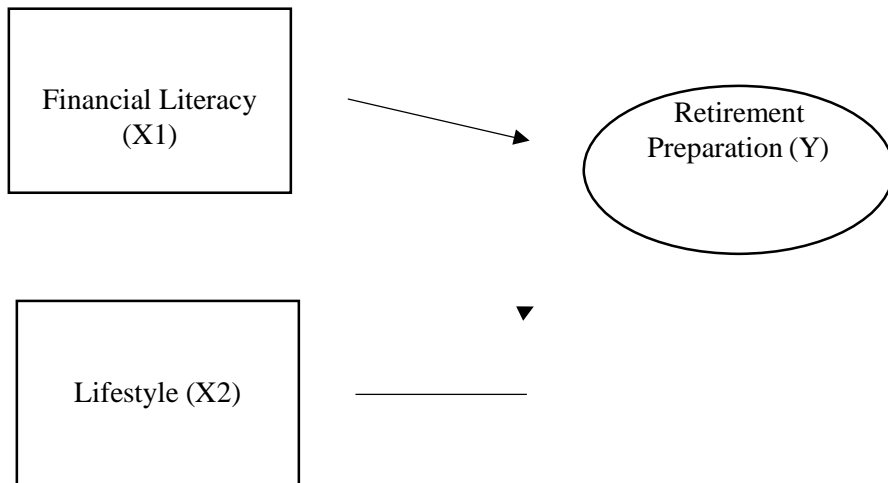 Financial Literacy
(X1)
Retirement
Preparation (Y)
Lifestyle (X2)